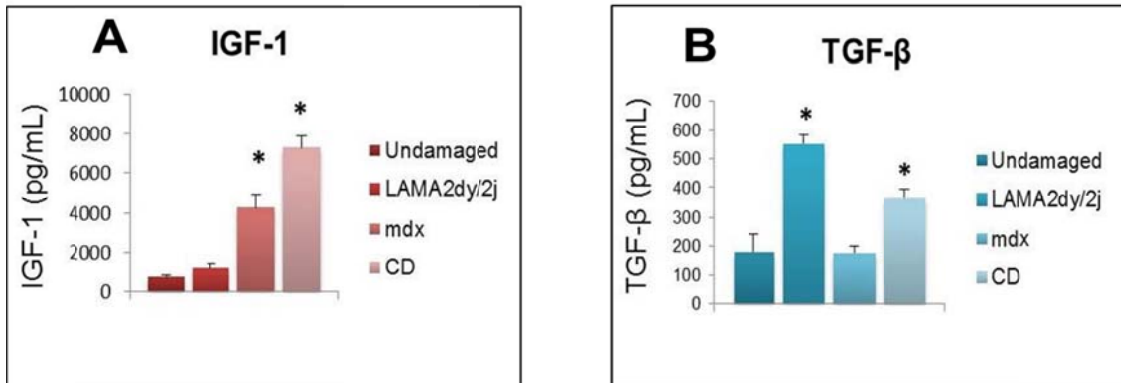 A
IGF-1
IGF-1 (pg/mL)
10000
8000
6000
4000
2000
0
*
*
Undamaged
LAMA2dy/2j
mdx
CD
B
TGF-β
TGF-β (pg/mL)
700
600
500
400
300
200
100
0
*
*
Undamaged
LAMA2dy/2j
mdx
CD